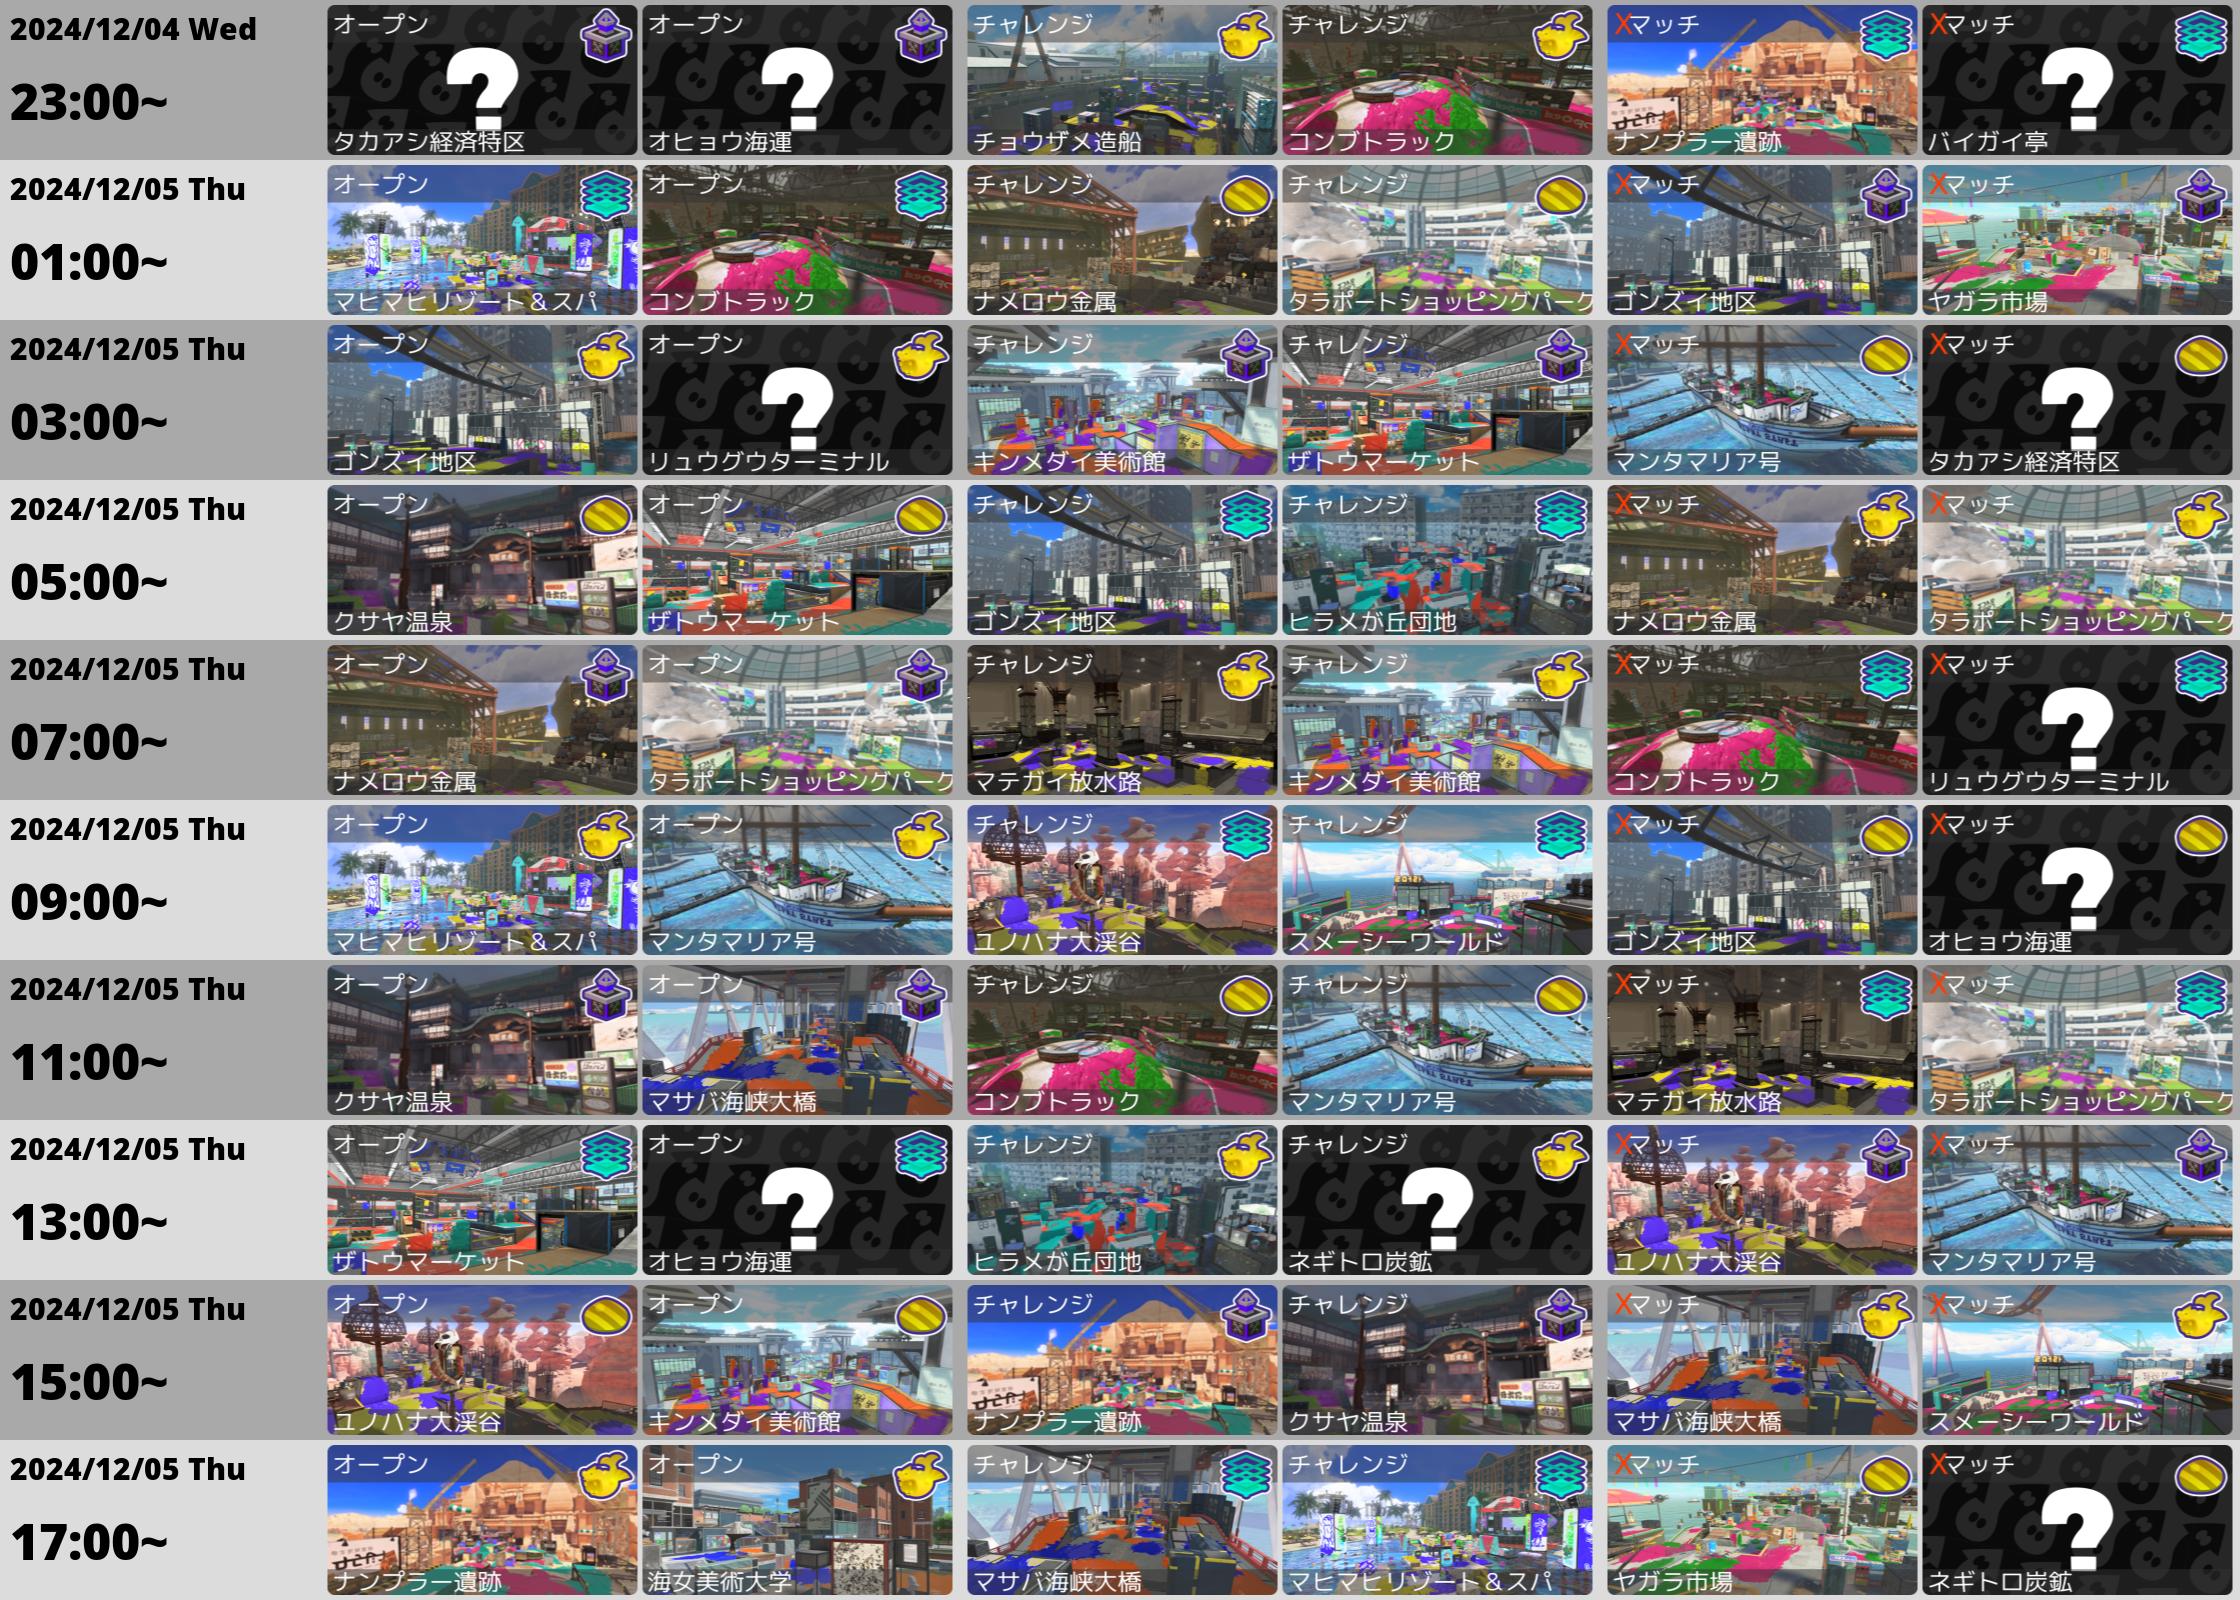 2024/12/04 Wed
23:00~
オープン
タカアシ経済特区
オープン
オヒョウ海運
チャレンジ
チョウザメ造船
チャレンジ
コンブトラック
Xマッチ
ナンプラー遺跡
Xマッチ
バイガイ亭
2024/12/05 Thu
01:00~
オープン
マヒマヒリゾート&スパ
オープン
コンブトラック
チャレンジ
ナメロウ金属
チャレンジ
タラポートショッピングパーク
Xマッチ
ゴンズイ地区
Xマッチ
ヤガラ市場
2024/12/05 Thu
03:00~
オープン
ゴンズイ地区
オープン
リュウグウターミナル
チャレンジ
キンメダイ美術館
チャレンジ
ザトウマーケット
Xマッチ
マンタマリア号
Xマッチ
タカアシ経済特区
2024/12/05 Thu
05:00~
オープン
クサヤ温泉
オープン
ザトウマーケット
チャレンジ
ゴンズイ地区
チャレンジ
ヒラメが丘団地
Xマッチ
ナメロウ金属
Xマッチ
タラポートショッピングパーク
2024/12/05 Thu
07:00~
オープン
ナメロウ金属
オープン
タラポートショッピングパーク
チャレンジ
マテガイ放水路
チャレンジ
キンメダイ美術館
Xマッチ
コンブトラック
Xマッチ
リュウグウターミナル
2024/12/05 Thu
09:00~
オープン
マヒマヒリゾート&スパ
オープン
マンタマリア号
チャレンジ
ユノハナ大渓谷
チャレンジ
スメーシーワールド
Xマッチ
ゴンズイ地区
Xマッチ
オヒョウ海運
2024/12/05 Thu
11:00~
オープン
クサヤ温泉
オープン
マサバ海峡大橋
チャレンジ
コンブトラック
チャレンジ
マンタマリア号
Xマッチ
マテガイ放水路
Xマッチ
タラポートショッピングパーク
2024/12/05 Thu
13:00~
オープン
ザトウマーケット
オープン
オヒョウ海運
チャレンジ
ヒラメが丘団地
チャレンジ
ネギトロ炭鉱
Xマッチ
ユノハナ大渓谷
Xマッチ
マンタマリア号
2024/12/05 Thu
15:00~
オープン
ユノハナ大渓谷
オープン
キンメダイ美術館
チャレンジ
ナンプラー遺跡
チャレンジ
クサヤ温泉
Xマッチ
マサバ海峡大橋
Xマッチ
スメーシーワールド
2024/12/05 Thu
17:00~
オープン
ナンプラー遺跡
オープン
海女美術大学
チャレンジ
マサバ海峡大橋
チャレンジ
マヒマヒリゾート&スパ
Xマッチ
ヤガラ市場
Xマッチ
ネギトロ炭鉱